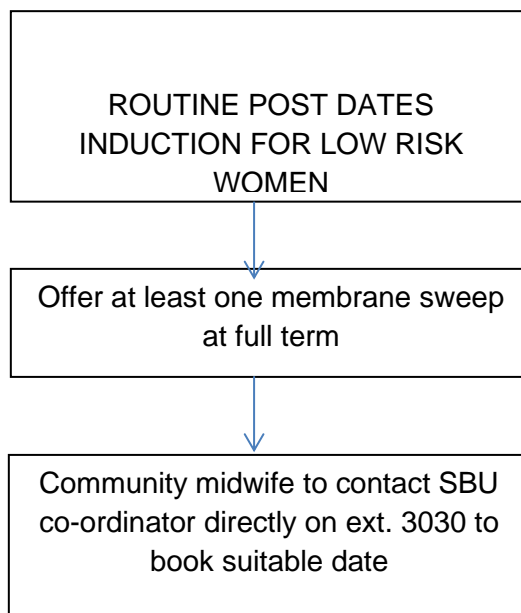 ROUTINE POST DATES
INDUCTION FOR LOW RISK
WOMEN
Offer at least one membrane sweep
at full term
Community midwife to contact SBU
co-ordinator directly on ext. 3030 to
book suitable date